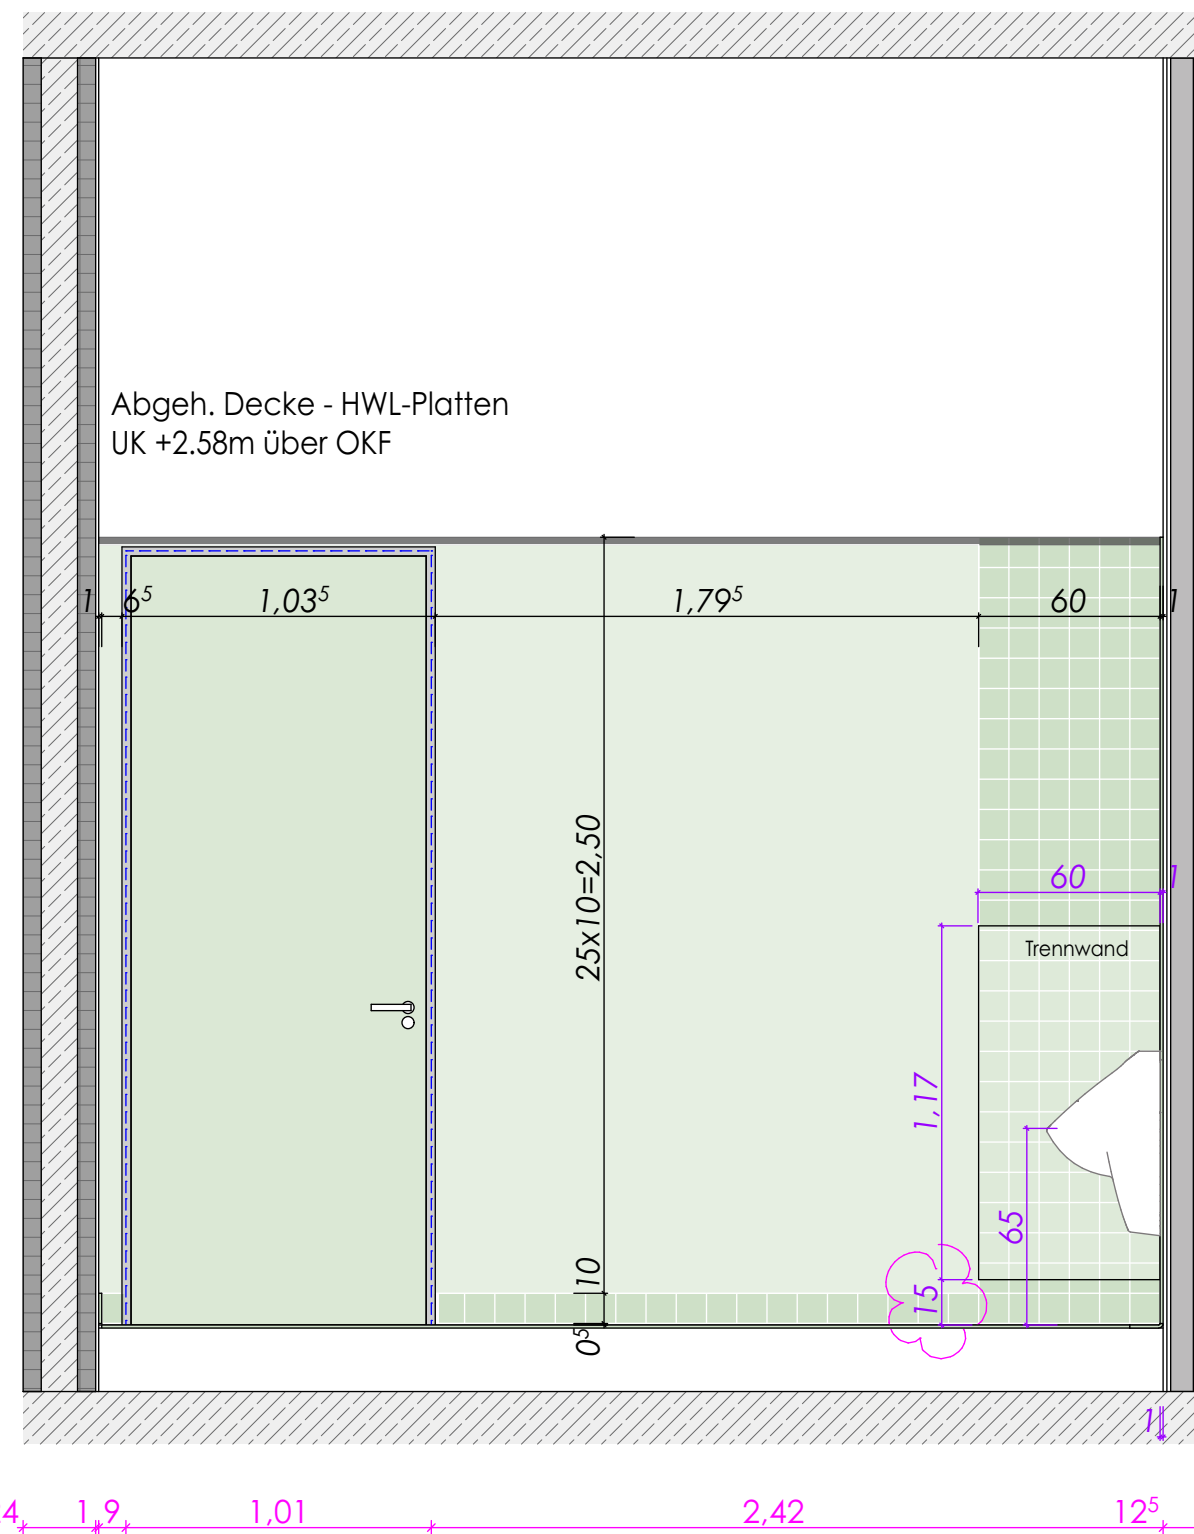 Abgeh. Decke - HWL-Platten
UK +2.58m über OKF
1 6⁵ 1,03⁵ 1,79⁵ 60 1
25x10=2,50
60 1
Trennwand
1,17
65
10
15
0⁵
1
4 1 9 1,01 2,42 12⁵